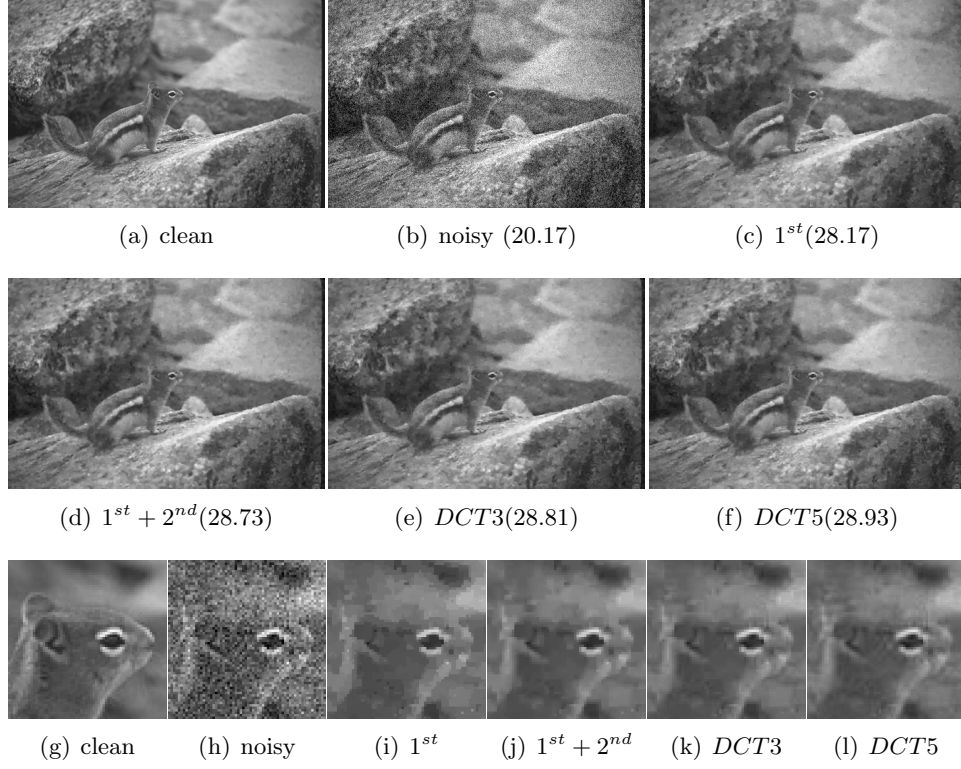 (a) clean
(b) noisy (20.17)
(c) 1st(28.17)
(d) 1st + 2nd(28.73)
(e) DCT3(28.81)
(f) DCT5(28.93)
(g) clean
(h) noisy
(i) 1st
(j) 1st + 2nd
(k) DCT3
(l) DCT5